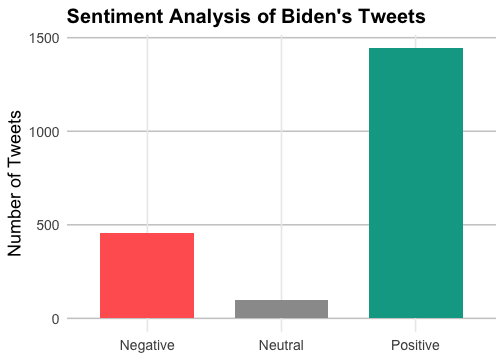 Sentiment Analysis of Biden's Tweets
Number of Tweets
1500
1000
500
0
Negative
Neutral
Positive